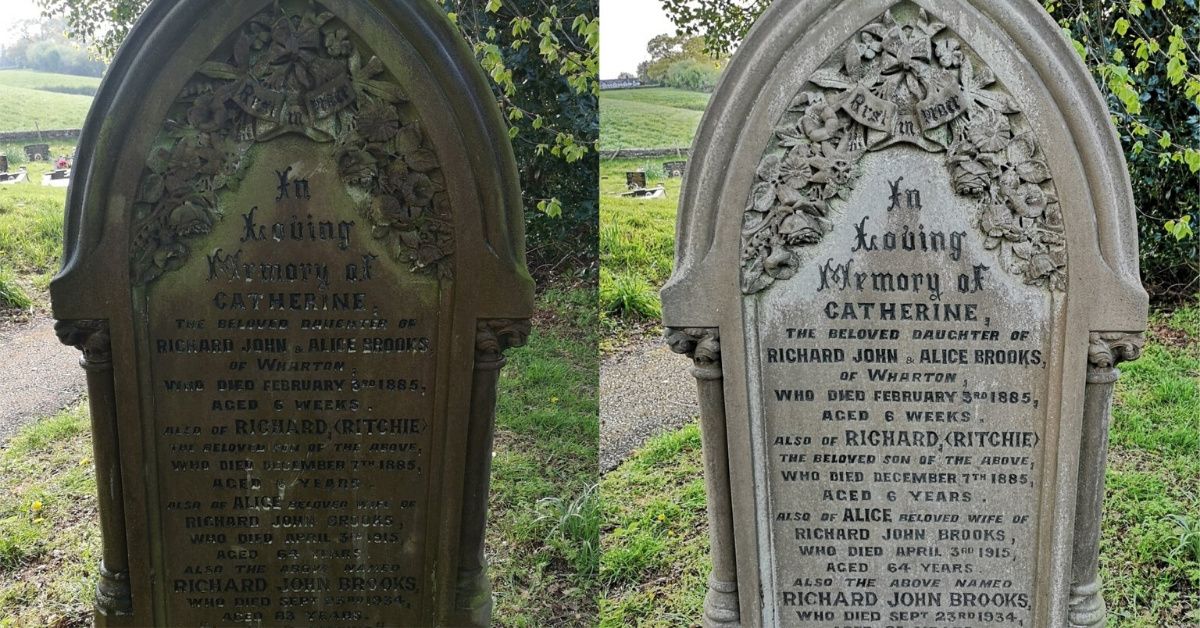 Rest in Peace
In
Loving
Memory of
CATHERINE,
THE BELOVED DAUGHTER OF
RICHARD JOHN & ALICE BROOKS,
OF WHARTON,
WHO DIED FEBRUARY 3RD 1885,
AGED 6 WEEKS.
ALSO OF RICHARD, (RITCHIE)
THE BELOVED SON OF THE ABOVE,
WHO DIED DECEMBER 7TH 1885,
AGED 6 YEARS.
ALSO OF ALICE BELOVED WIFE OF
RICHARD JOHN BROOKS,
WHO DIED APRIL 3RD 1915,
AGED 64 YEARS.
ALSO THE ABOVE NAMED
RICHARD JOHN BROOKS,
WHO DIED SEPT 23RD 1934,
AGED 83 YEARS.
Rest in Peace
In
Loving
Memory of
CATHERINE,
THE BELOVED DAUGHTER OF
RICHARD JOHN & ALICE BROOKS,
OF WHARTON,
WHO DIED FEBRUARY 3RD 1885,
AGED 6 WEEKS.
ALSO OF RICHARD, (RITCHIE)
THE BELOVED SON OF THE ABOVE,
WHO DIED DECEMBER 7TH 1885,
AGED 6 YEARS.
ALSO OF ALICE BELOVED WIFE OF
RICHARD JOHN BROOKS,
WHO DIED APRIL 3RD 1915,
AGED 64 YEARS.
ALSO THE ABOVE NAMED
RICHARD JOHN BROOKS,
WHO DIED SEPT 23RD 1934,